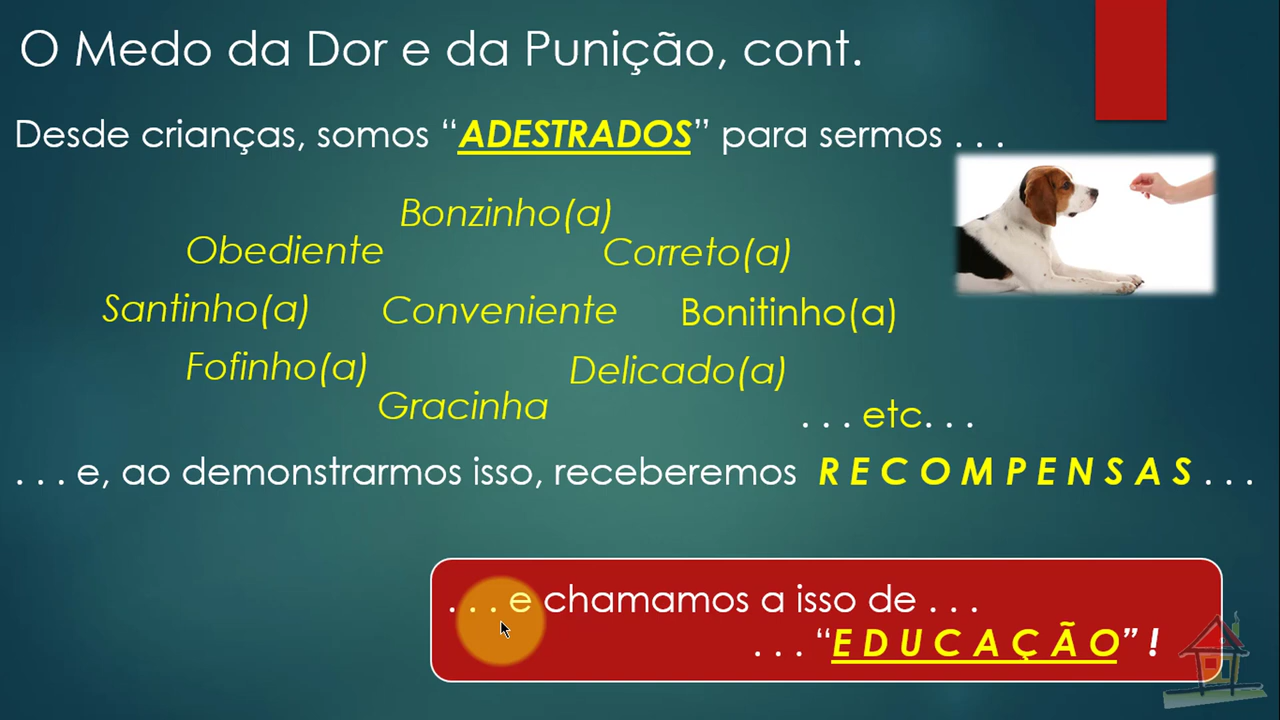 O Medo da Dor e da Punição, cont.
Desde crianças, somos “ADESTRADOS” para sermos . . .
Bonzinho(a)
Obediente
Correto(a)
Santinho(a)
Conveniente
Bonitinho(a)
Fofinho(a)
Delicado(a)
Gracinha
. . . etc. . .
. . . e, ao demonstrarmos isso, receberemos R E C O M P E N S A S . . .
. . . e chamamos a isso de . . .
. . . “E D U C A Ç Ã O” !